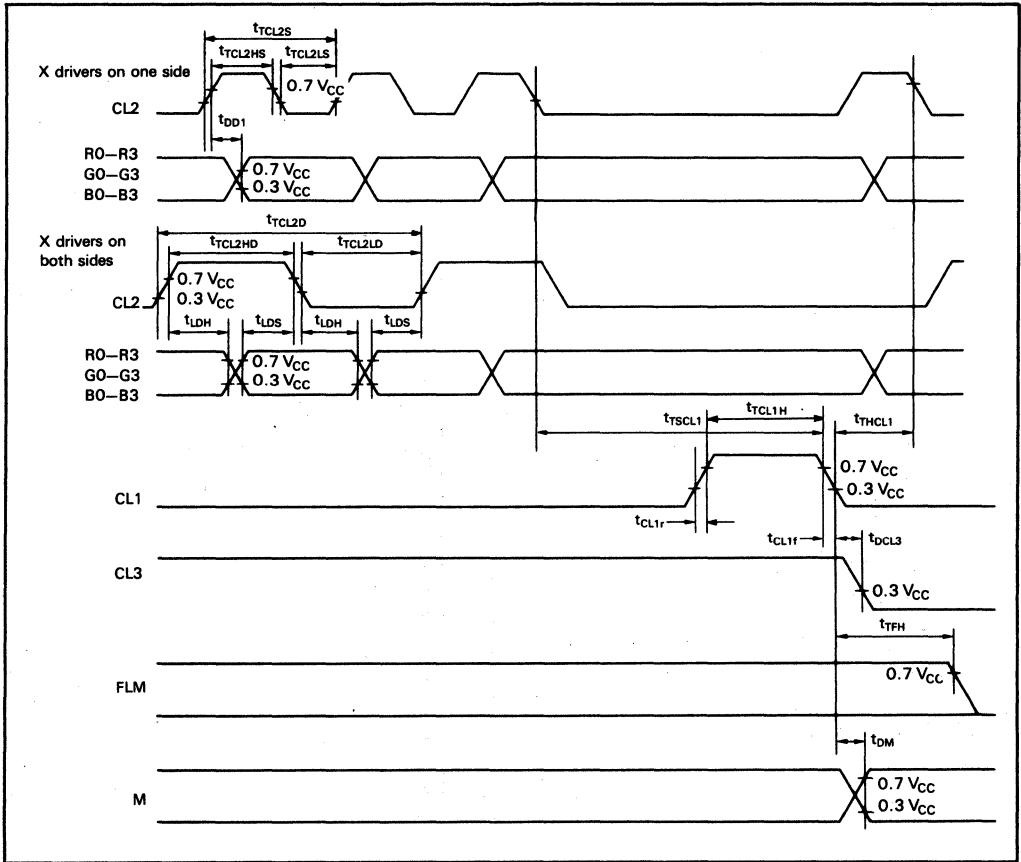 tTCL2S
tTCL2HS tTCL2LS
X drivers on one side
0.7 VCC
CL2
tDD1
R0—R3
G0—G3
B0—B3
0.7 VCC
0.3 VCC
tTCL2D
X drivers on
both sides
tTCL2HD tTCL2LD
0.7 VCC
0.3 VCC
CL2
tLDH tLDS tLDH tLDS
R0—R3
G0—G3
B0—B3
0.7 VCC
0.3 VCC
tTSCL1 tTCL1H tTHCL1
0.7 VCC
0.3 VCC
CL1
tCL1r
tCL1f tDCL3
CL3
0.3 VCC
tTFH
0.7 VCC
FLM
tDM
M
0.7 VCC
0.3 VCC